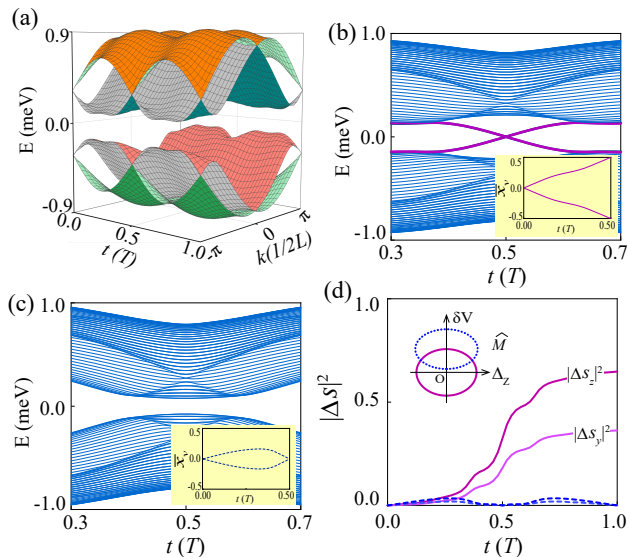 (a)
0.9
E (meV)
0.0
-0.9
0.0
0.5
1.0
t (T)
-π
0
π
k(1/2L)
(b)
1.0
E (meV)
0.0
-1.0
0.3
0.5
0.7
t (T)
0.5
x̄ᵥ
-0.5
0.00
0.50
t (T)
(c)
1.0
E (meV)
0.0
-1.0
0.3
0.5
0.7
t (T)
0.5
x̄ᵥ
0.0
-0.5
0.00
0.50
t (T)
(d)
1.0
|Δs|²
0.5
0.0
0.0
0.5
1.0
t (T)
δV
M̂
O
Δ_Z
|Δs_z|²
|Δs_y|²